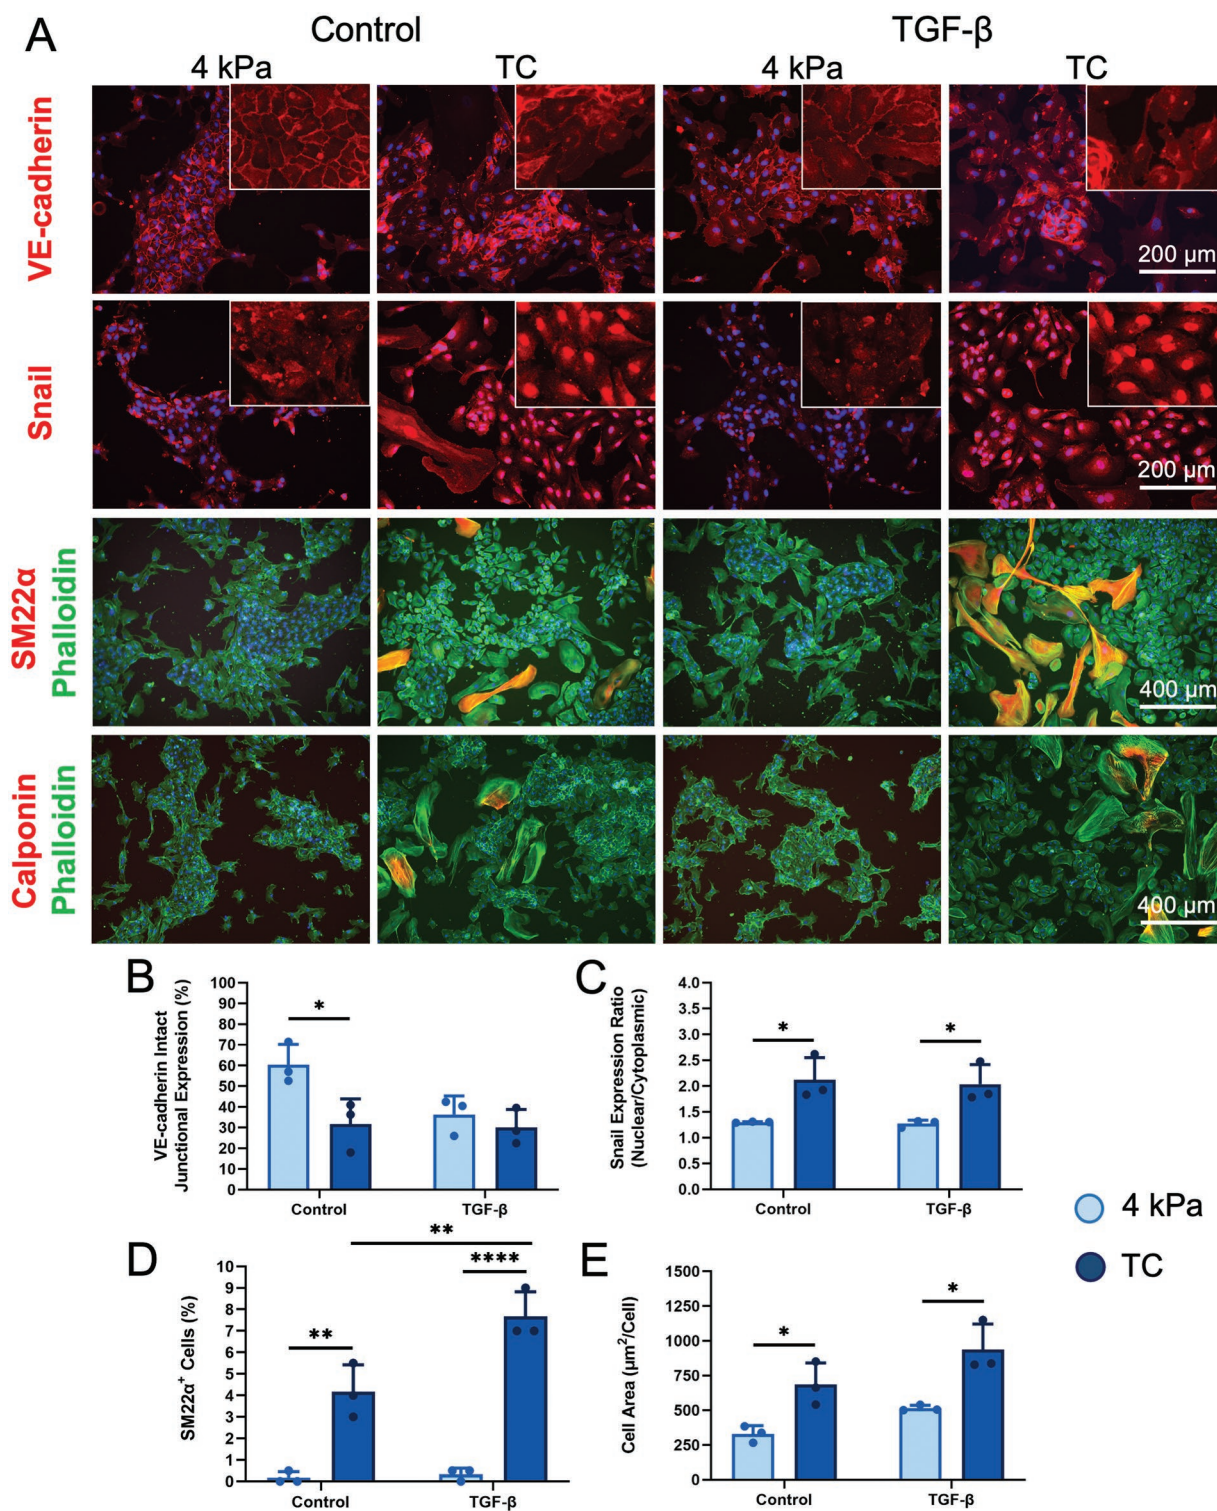 A
Control
TGF-β
4 kPa
TC
4 kPa
TC
VE-cadherin
200 µm
Snail
200 µm
SM22α
Phalloidin
400 µm
Calponin
Phalloidin
400 µm
B
VE-cadherin Intact
Junctional Expression (%)
100
90
80
70
60
50
40
30
20
10
0
*
Control
TGF-β
C
Snail Expression Ratio
(Nuclear/Cytoplasmic)
4.0
3.5
3.0
2.5
2.0
1.5
1.0
0.5
0.0
*
*
Control
TGF-β
4 kPa
TC
D
SM22α⁺ Cells (%)
10
9
8
7
6
5
4
3
2
1
0
**
**
****
Control
TGF-β
E
Cell Area (µm²/Cell)
1500
1250
1000
750
500
250
0
*
*
Control
TGF-β